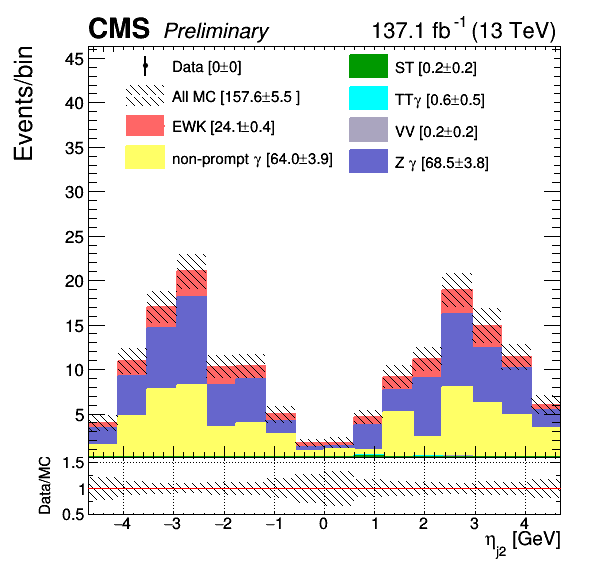 CMS Preliminary 137.1 fb⁻¹ (13 TeV)
Events/bin
Data [0±0]
All MC [157.6±5.5 ]
EWK [24.1±0.4]
non-prompt γ [64.0±3.9]
ST [0.2±0.2]
TTγ [0.6±0.5]
VV [0.2±0.2]
Z γ [68.5±3.8]
45
40
35
30
25
20
15
10
5
Data/MC
1.5
1
0.5
−4 −3 −2 −1 0 1 2 3 4
η_j2 [GeV]